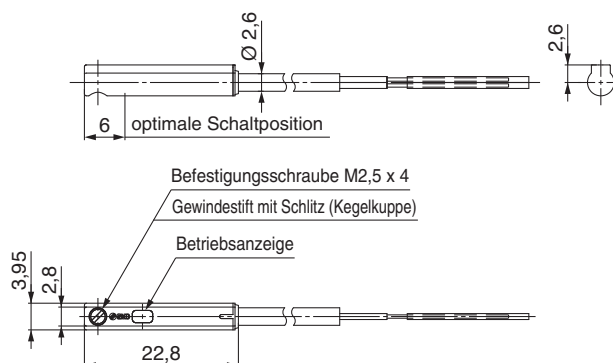 Ø 2,6
2,6
6
optimale Schaltposition
Befestigungsschraube M2,5 x 4
Gewindestift mit Schlitz (Kegelkuppe)
Betriebsanzeige
3,95
2,8
22,8